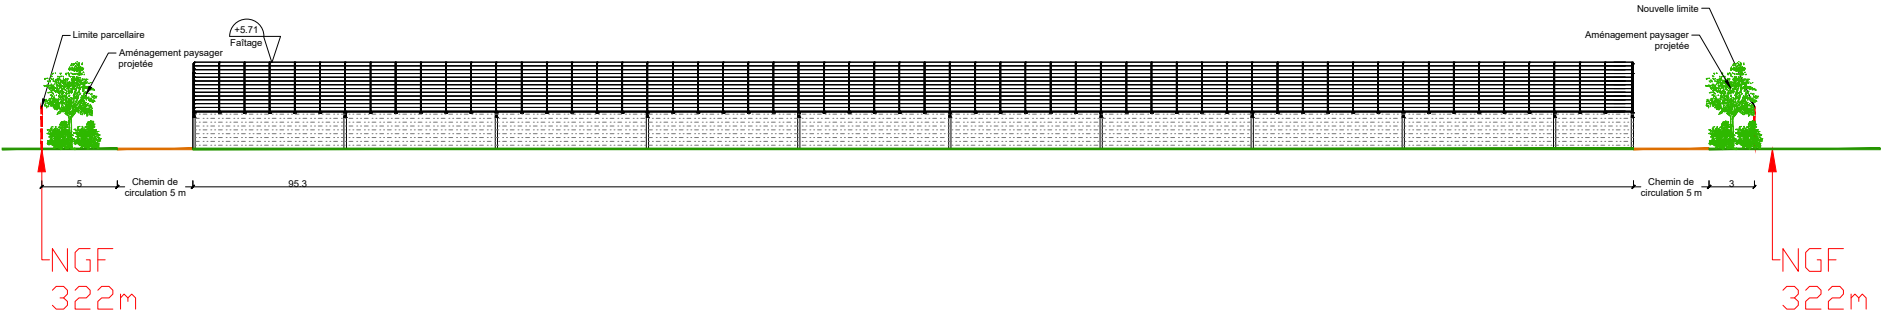 Limite parcellaire
Aménagement paysager
projetée
+5.71
Faîtage
Nouvelle limite
Aménagement paysager
projetée
5
Chemin de
circulation 5 m
95.3
Chemin de
circulation 5 m
3
NGF
322m
NGF
322m